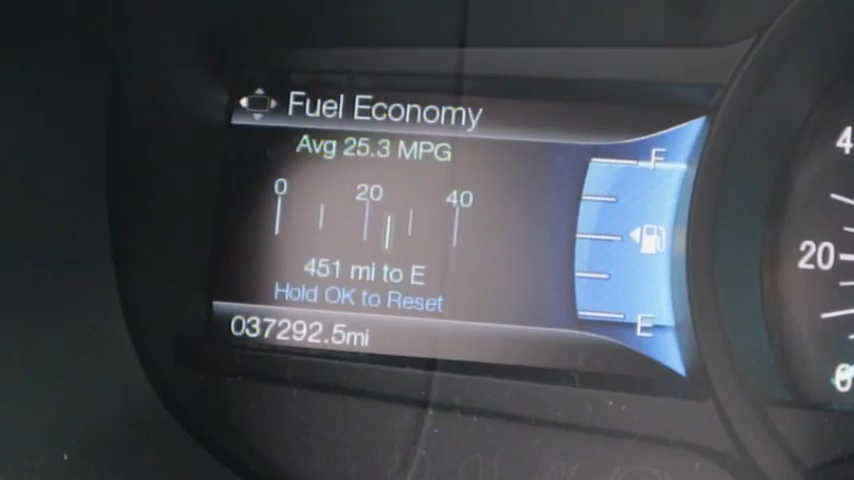 Fuel Economy
Avg 25.3 MPG
0 20 40
451 mi to E
Hold OK to Reset
037292.5mi
F
E
20
0